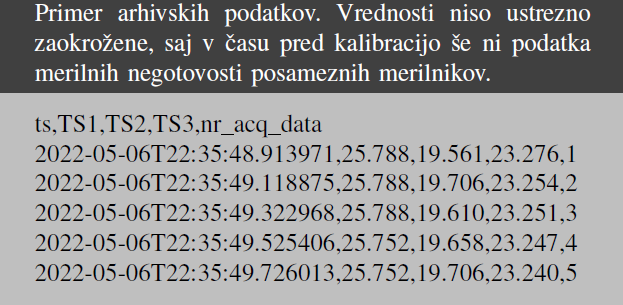 Primer arhivskih podatkov. Vrednosti niso ustrezno
zaokrožene, saj v času pred kalibracijo še ni podatka
merilnih negotovosti posameznih merilnikov.
ts,TS1,TS2,TS3,nr_acq_data
2022-05-06T22:35:48.913971,25.788,19.561,23.276,1
2022-05-06T22:35:49.118875,25.788,19.706,23.254,2
2022-05-06T22:35:49.322968,25.788,19.610,23.251,3
2022-05-06T22:35:49.525406,25.752,19.658,23.247,4
2022-05-06T22:35:49.726013,25.752,19.706,23.240,5